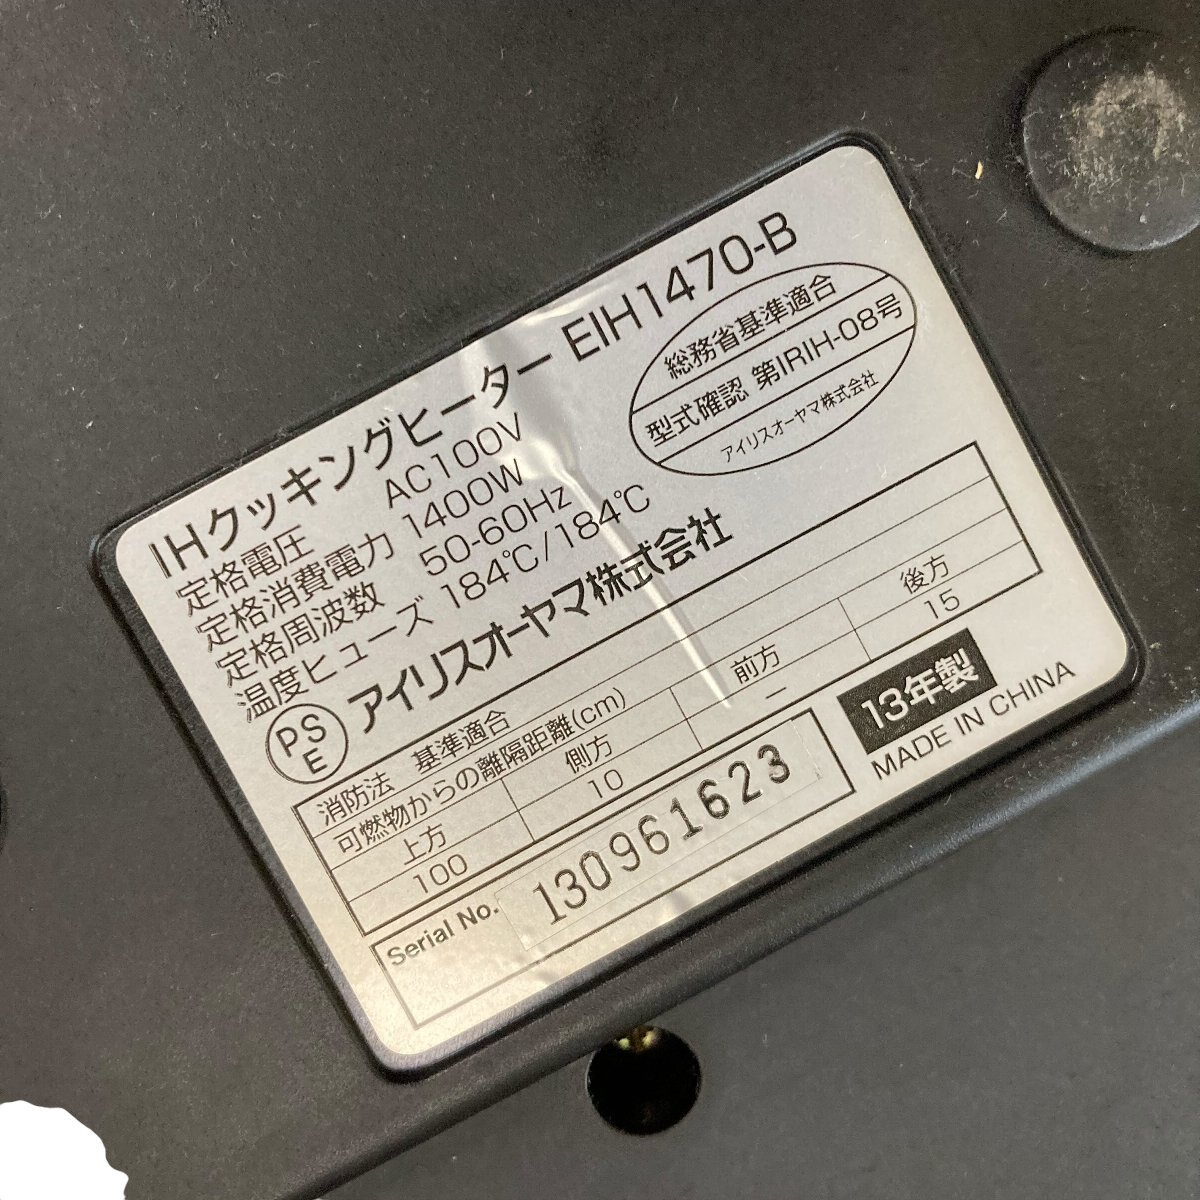 IHクッキングヒーター EIH1470-B
定格電圧 AC100V
定格消費電力 1400W
定格周波数 50-60Hz
温度ヒューズ 184℃/184℃
総務省基準適合
型式確認 第IRIH-08号
アイリスオーヤマ株式会社
PS
E
アイリスオーヤマ株式会社
消防法 基準適合
可燃物からの離隔距離(cm)
上方 側方 前方 後方
100 10 − 15
Serial No. 130961623
13年製
MADE IN CHINA